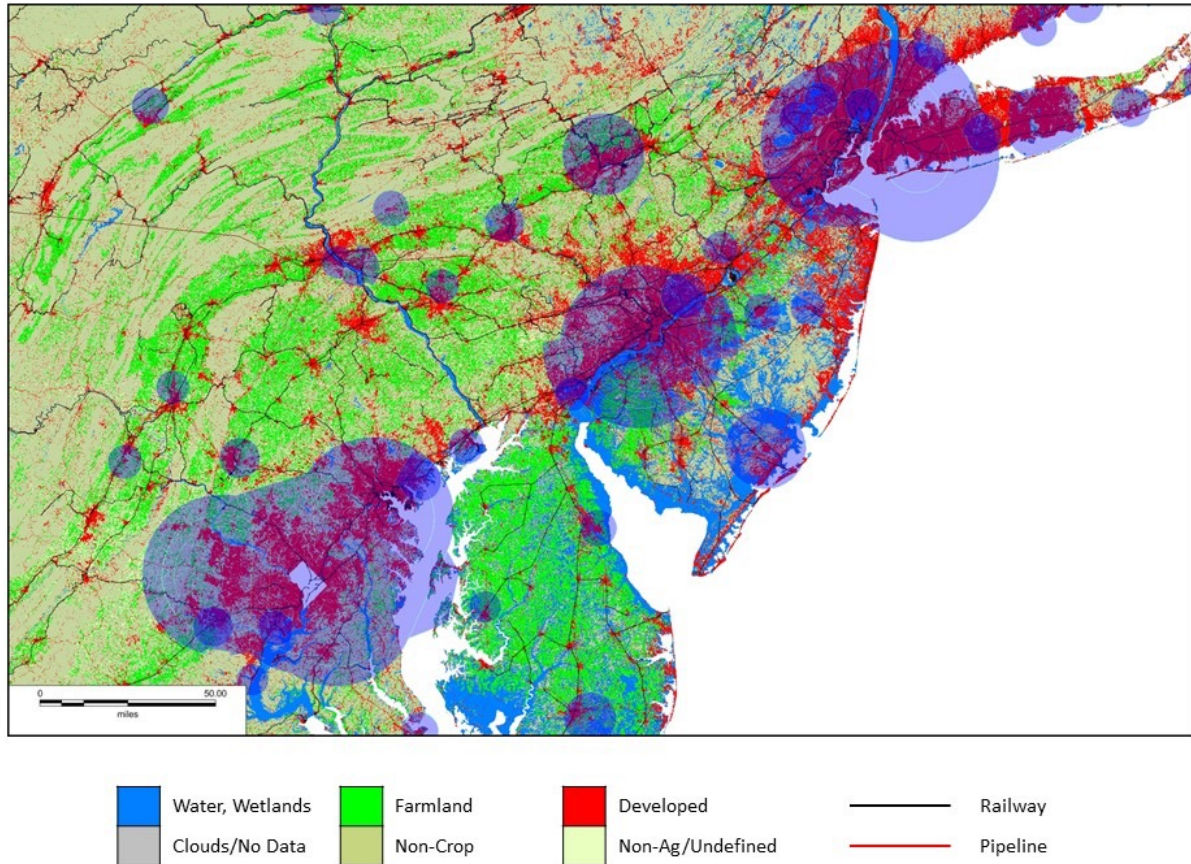 0 50.00
miles
Water, Wetlands Farmland Developed Railway
Clouds/No Data Non-Crop Non-Ag/Undefined Pipeline